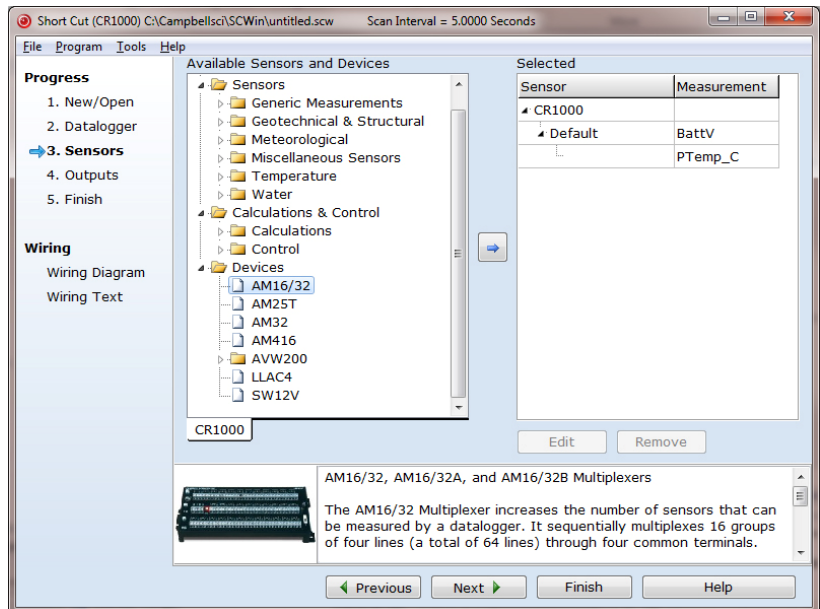 Short Cut (CR1000) C:\Campbellsci\SCWin\untitled.scw Scan Interval = 5.0000 Seconds
File Program Tools Help
Progress
1. New/Open
2. Datalogger
3. Sensors
4. Outputs
5. Finish
Wiring
Wiring Diagram
Wiring Text
Available Sensors and Devices
Sensors
Generic Measurements
Geotechnical & Structural
Meteorological
Miscellaneous Sensors
Temperature
Water
Calculations & Control
Calculations
Control
Devices
AM16/32
AM25T
AM32
AM416
AVW200
LLAC4
SW12V
CR1000
Selected
Sensor Measurement
CR1000
Default BattV
PTemp_C
Edit Remove
AM16/32, AM16/32A, and AM16/32B Multiplexers
The AM16/32 Multiplexer increases the number of sensors that can
be measured by a datalogger. It sequentially multiplexes 16 groups
of four lines (a total of 64 lines) through four common terminals.
Previous Next Finish Help